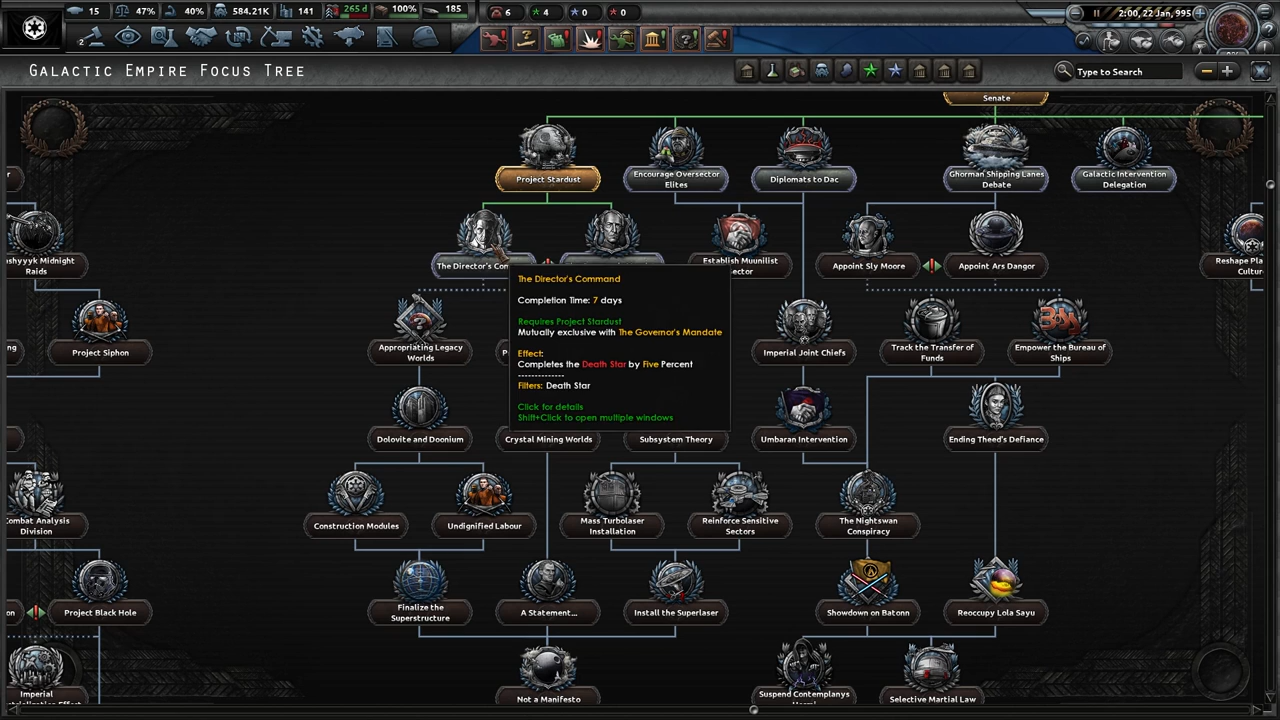 15 47% 40% 584.21K 141 265 d 100% 185 6 4 0 0 2:00, 22 Jan, 995
2
GALACTIC EMPIRE FOCUS TREE
Type to Search
Senate
Project Stardust
Encourage Oversector
Elites
Diplomats to Dac
Ghorman Shipping Lanes
Debate
Galactic Intervention
Delegation
Raids
The Director's Com
Establish Muunilist
Appoint Sly Moore
Appoint Ars Dangor
The Director's Command
Completion Time: 7 days
Requires Project Stardust
Mutually exclusive with The Governor's Mandate
Effect:
Completes the Death Star by Five Percent
--------------
Filters: Death Star
Click for details
Shift+Click to open multiple windows
Project Siphon
Appropriating Legacy
Worlds
Imperial Joint Chiefs
Track the Transfer of
Funds
Empower the Bureau of
Ships
Dolovite and Doonium
Crystal Mining Worlds
Subsystem Theory
Umbaran Intervention
Ending Theed's Defiance
Combat Analysis
Division
Construction Modules
Undignified Labour
Mass Turbolaser
Installation
Reinforce Sensitive
Sectors
The Nightswan
Conspiracy
Project Black Hole
Finalize the
Superstructure
A Statement...
Install the Superlaser
Showdown on Batonn
Reoccupy Lola Sayu
Imperial
Not a Manifesto
Suspend Contemplanys
Selective Martial Law